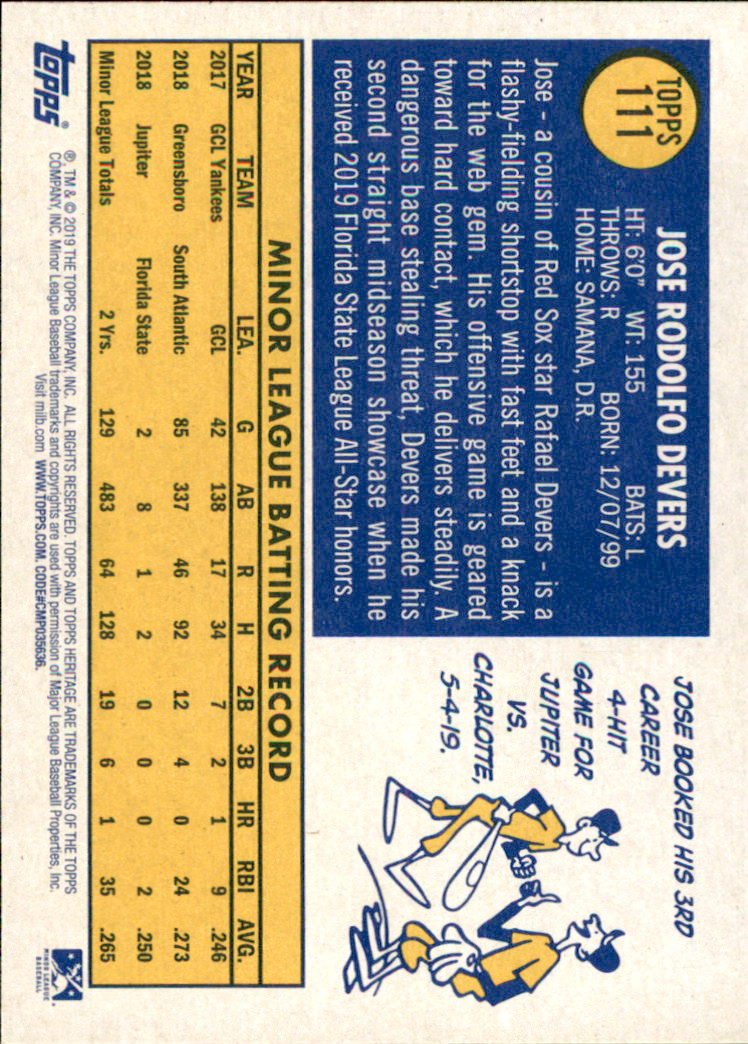 TOPPS
111
JOSE RODOLFO DEVERS
HT: 6'0" WT: 155 BATS: L
THROWS: R BORN: 12/07/99
HOME: SAMANA, D.R.
Jose - a cousin of Red Sox star Rafael Devers - is a
flashy-fielding shortstop with fast feet and a knack
for the web gem. His offensive game is geared
toward hard contact, which he delivers steadily. A
dangerous base stealing threat, Devers made his
second straight midseason showcase when he
received 2019 Florida State League All-Star honors.
JOSE BOOKED HIS 3RD
CAREER
4-HIT
GAME FOR
JUPITER
VS.
CHARLOTTE,
5-4-19.
MINOR LEAGUE BATTING RECORD
YEAR TEAM LEA. G AB R H 2B 3B HR RBI AVG.
2017 GCL Yankees GCL 42 138 17 34 7 2 1 9 .246
2018 Greensboro South Atlantic 85 337 46 92 12 4 0 24 .273
2018 Jupiter Florida State 2 8 1 2 0 0 0 2 .250
Minor League Totals 2 Yrs. 129 483 64 128 19 6 1 35 .265
topps®
®, TM & © 2019 THE TOPPS COMPANY, INC. ALL RIGHTS RESERVED. TOPPS AND TOPPS HERITAGE ARE TRADEMARKS OF THE TOPPS
COMPANY, INC. Minor League Baseball trademarks and copyrights are used with permission of Major League Baseball Properties, Inc.
Visit milb.com WWW.TOPPS.COM. CODE#CMP035636.
MINOR LEAGUE
BASEBALL